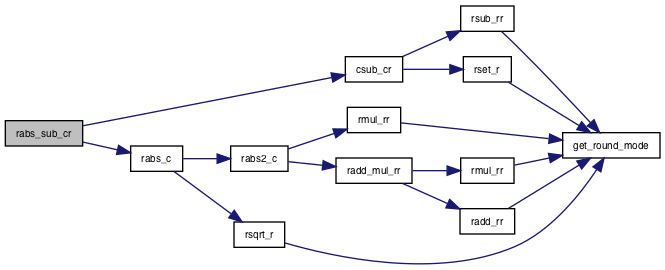 rsub_rr
csub_cr
rset_r
rabs_sub_cr
rmul_rr
get_round_mode
rabs_c
rabs2_c
radd_mul_rr
rmul_rr
radd_rr
rsqrt_r